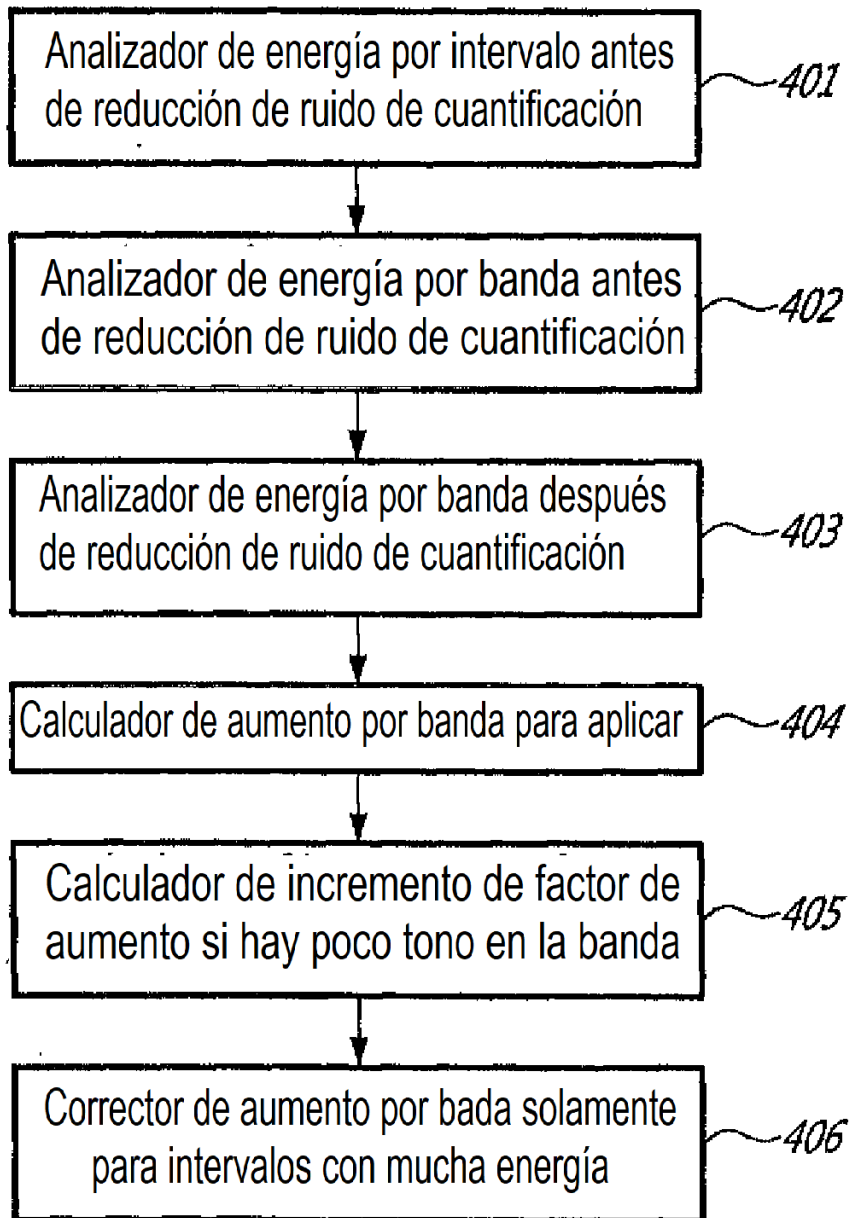 Analizador de energía por intervalo antes
de reducción de ruido de cuantificación
401
Analizador de energía por banda antes
de reducción de ruido de cuantificación
402
Analizador de energía por banda después
de reducción de ruido de cuantificación
403
Calculador de aumento por banda para aplicar
404
Calculador de incremento de factor de
aumento si hay poco tono en la banda
405
Corrector de aumento por bada solamente
para intervalos con mucha energía
406